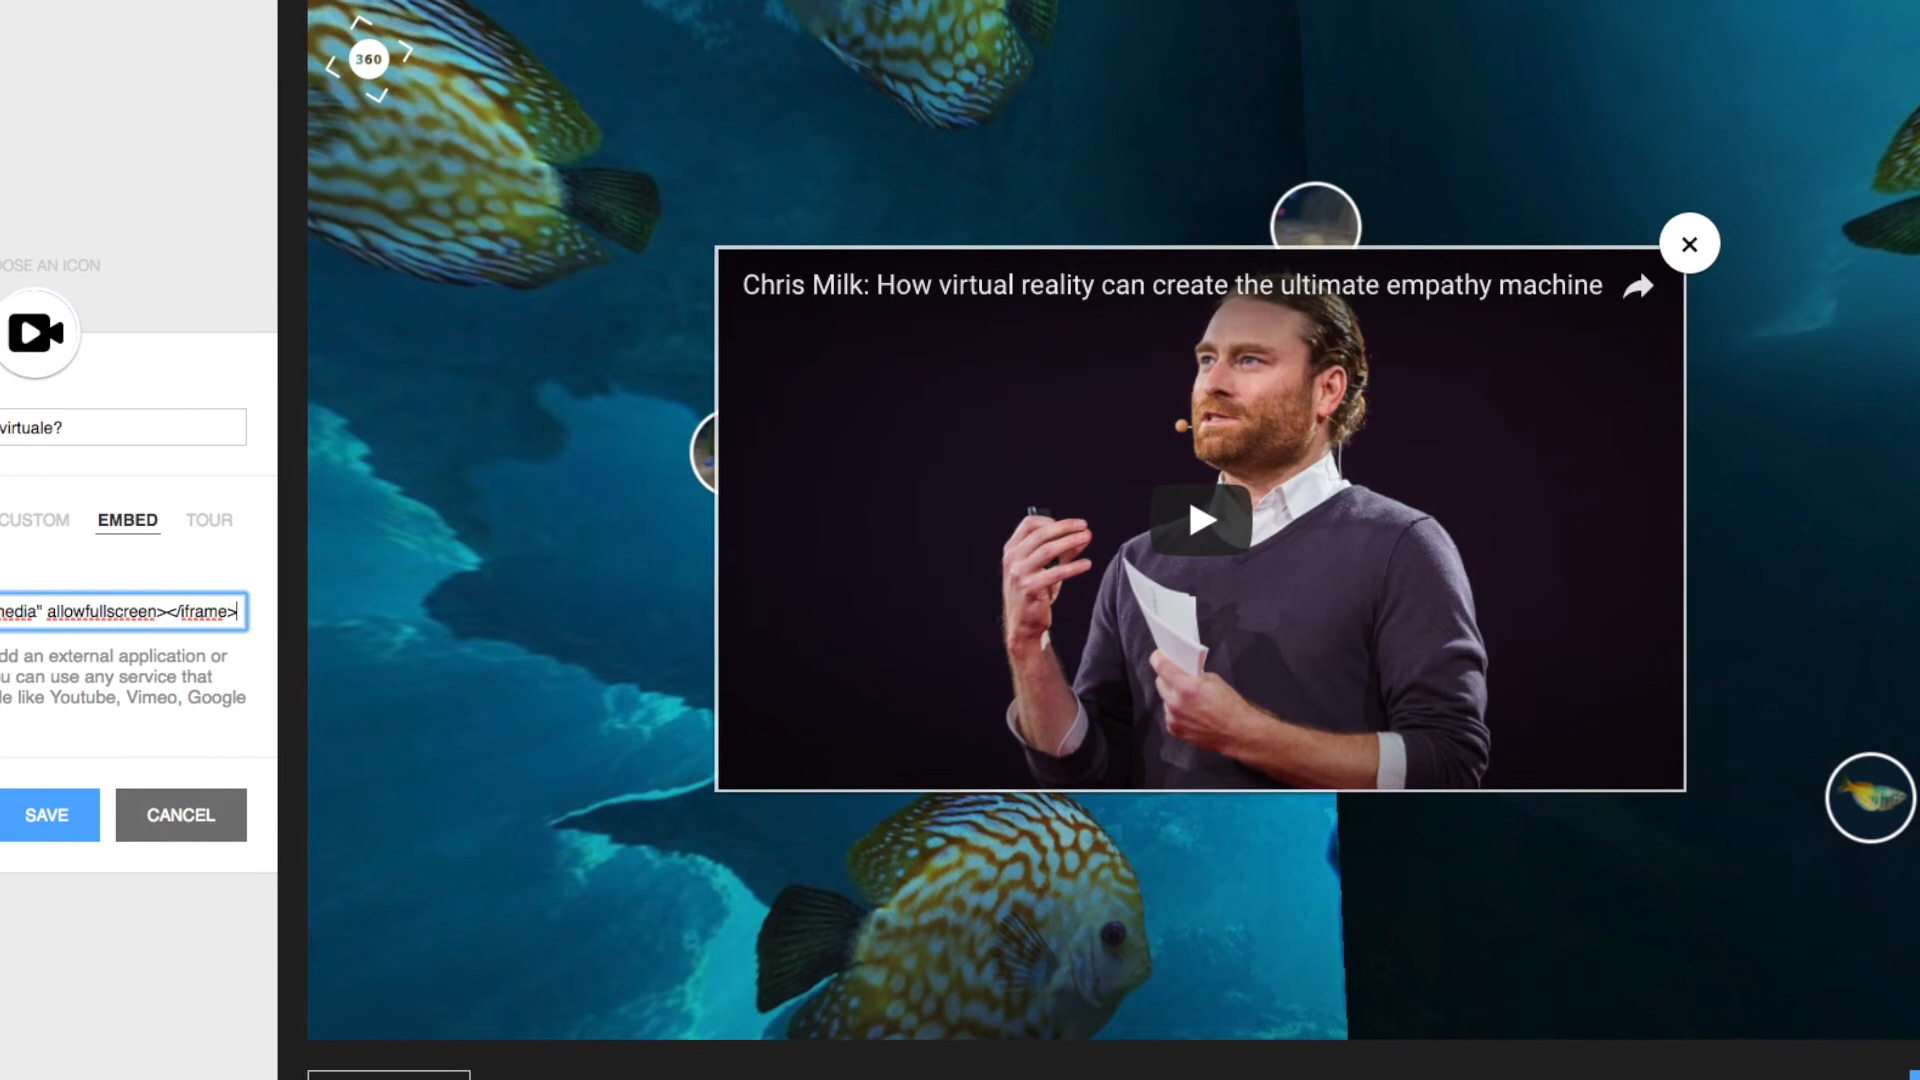 360
OSE AN ICON
virtuale?
CUSTOM EMBED TOUR
nedia" allowfullscreen></iframe>
dd an external application or
u can use any service that
le like Youtube, Vimeo, Google
SAVE CANCEL
Chris Milk: How virtual reality can create the ultimate empathy machine